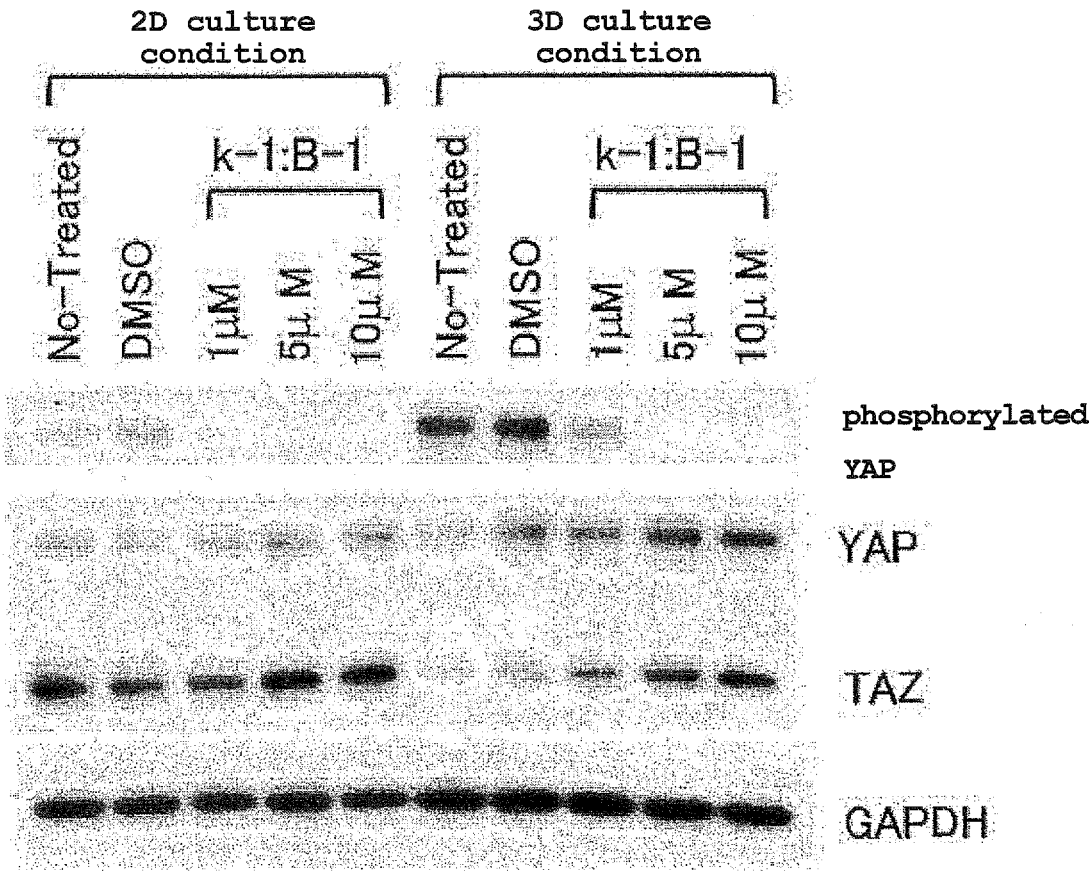 2D culture
condition
3D culture
condition
k-1:B-1
k-1:B-1
No-Treated
DMSO
1μM
5μ M
10μ M
No-Treated
DMSO
1μM
5μ M
10μ M
phosphorylated
YAP
YAP
TAZ
GAPDH